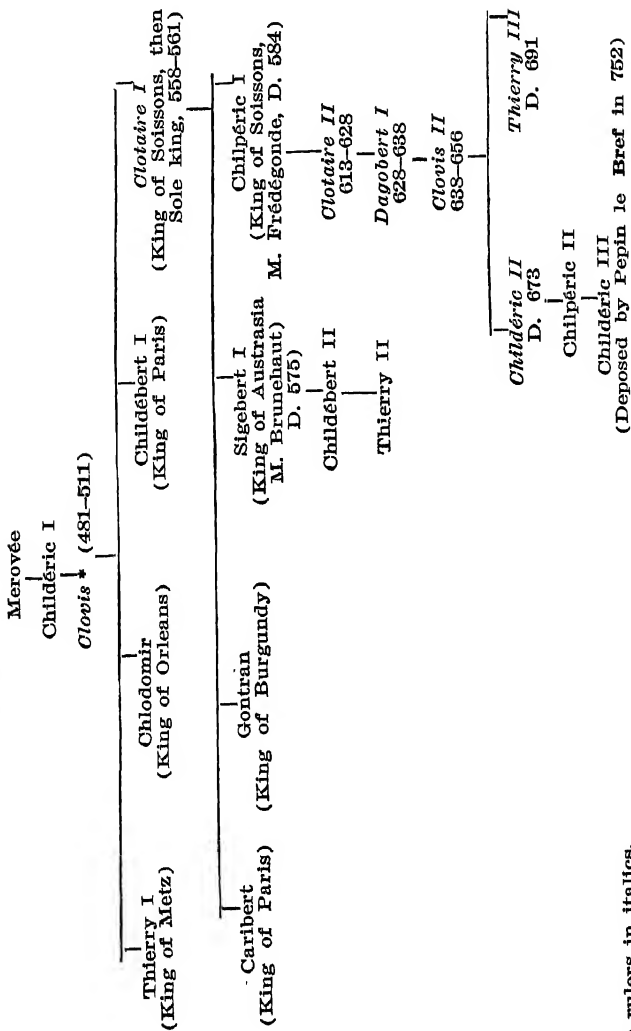 Merovée
Childéric I
Clovis * (481–511)
Thierry I
(King of Metz)
Chlodomir
(King of Orleans)
Childébert I
(King of Paris)
Clotaire I
(King of Soissons, then
Sole king, 558–561)
Caribert
(King of Paris)
Gontran
(King of Burgundy)
Sigebert I
(King of Austrasia
M. Brunehaut)
D. 575)
Childébert II
Thierry II
Chilpéric I
(King of Soissons,
M. Frédégonde, D. 584)
Clotaire II
613–628
Dagobert I
628–638
Clovis II
638–656
Childéric II
D. 673
Chilpéric II
Childéric III
(Deposed by Pepin le Bref in 752)
Thierry III
D. 691
rulers in italics.